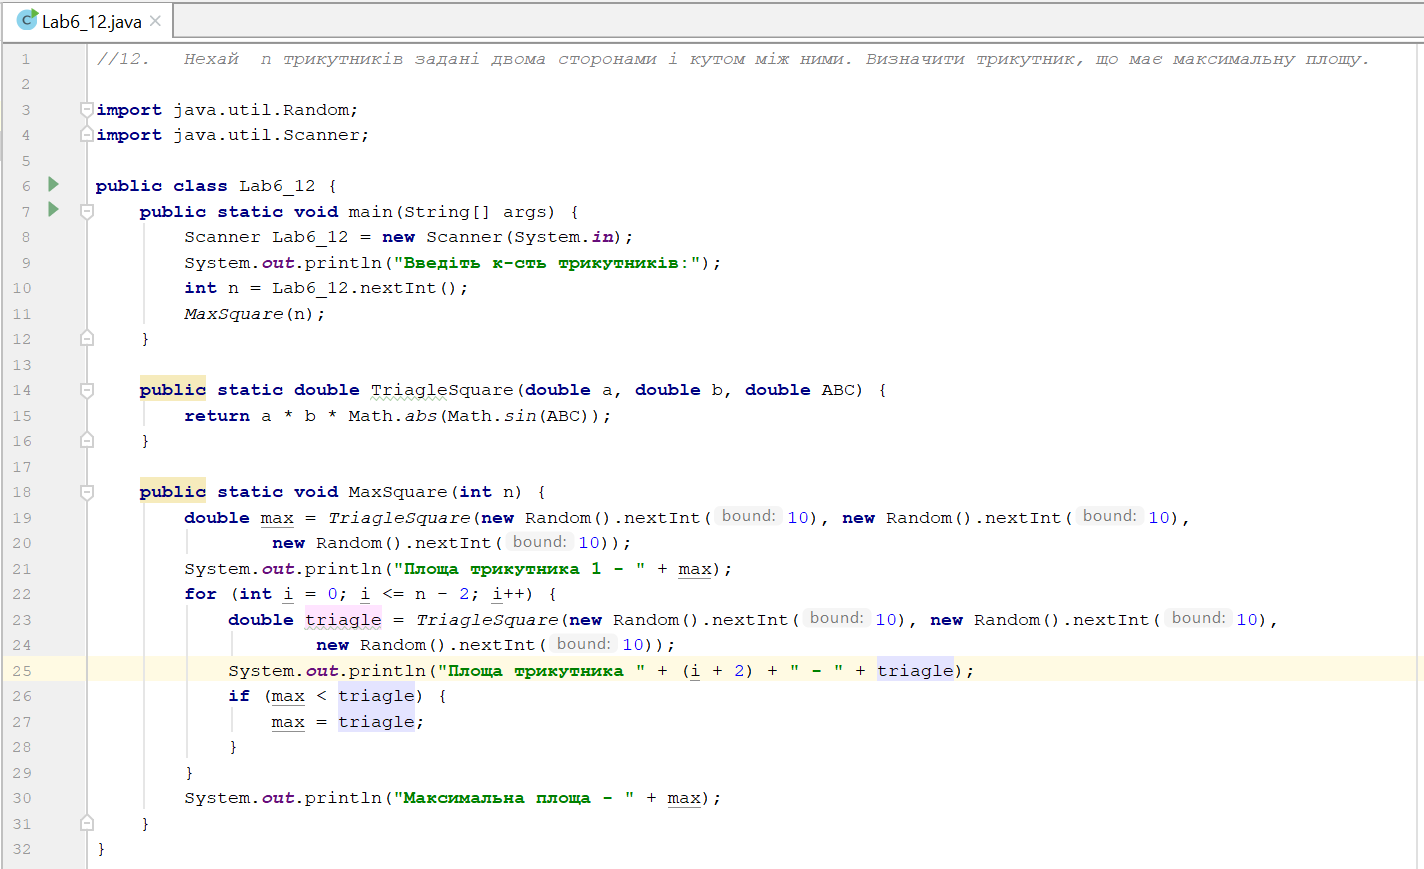 Lab6_12.java
1 //12. Нехай n трикутників задані двома сторонами і кутом між ними. Визначити трикутник, що має максимальну площу.
2
3 import java.util.Random;
4 import java.util.Scanner;
5
6 public class Lab6_12 {
7 public static void main(String[] args) {
8 Scanner Lab6_12 = new Scanner(System.in);
9 System.out.println("Введіть к-сть трикутників:");
10 int n = Lab6_12.nextInt();
11 MaxSquare(n);
12 }
13
14 public static double TriagleSquare(double a, double b, double ABC) {
15 return a * b * Math.abs(Math.sin(ABC));
16 }
17
18 public static void MaxSquare(int n) {
19 double max = TriagleSquare(new Random().nextInt( bound: 10), new Random().nextInt( bound: 10),
20 new Random().nextInt( bound: 10));
21 System.out.println("Площа трикутника 1 - " + max);
22 for (int i = 0; i <= n - 2; i++) {
23 double triagle = TriagleSquare(new Random().nextInt( bound: 10), new Random().nextInt( bound: 10),
24 new Random().nextInt( bound: 10));
25 System.out.println("Площа трикутника " + (i + 2) + " - " + triagle);
26 if (max < triagle) {
27 max = triagle;
28 }
29 }
30 System.out.println("Максимальна площа - " + max);
31 }
32 }